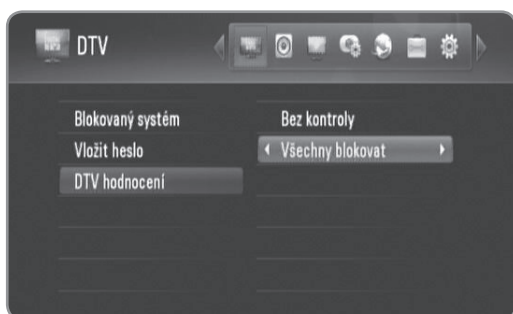 DTV
Blokovaný systém
Bez kontroly
Vložit heslo
Všechny blokovat
DTV hodnocení